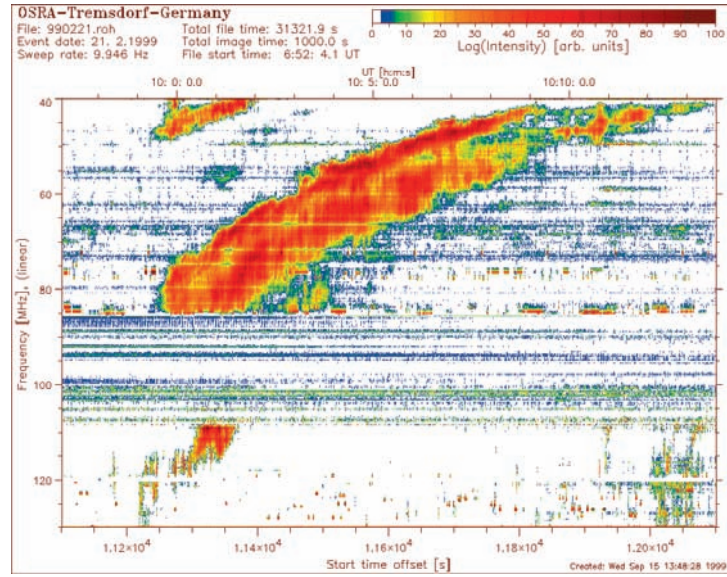 OSRA-Tremsdorf-Germany
File: 990221.roh Total file time: 31321.9 s
Event date: 21. 2.1999 Total image time: 1000.0 s
Sweep rate: 9.946 Hz File start time: 6:52: 4.1 UT
0 10 20 30 40 50 60 70 80 90 100
Log(Intensity) [arb. units]
UT [h:m:s]
10: 0: 0.0 10: 5: 0.0 10:10: 0.0
40
60
80
100
120
Frequency [MHz], (linear)
1.12×10⁴ 1.14×10⁴ 1.16×10⁴ 1.18×10⁴ 1.20×10⁴
Start time offset [s]
Created: Wed Sep 15 13:48:28 1999